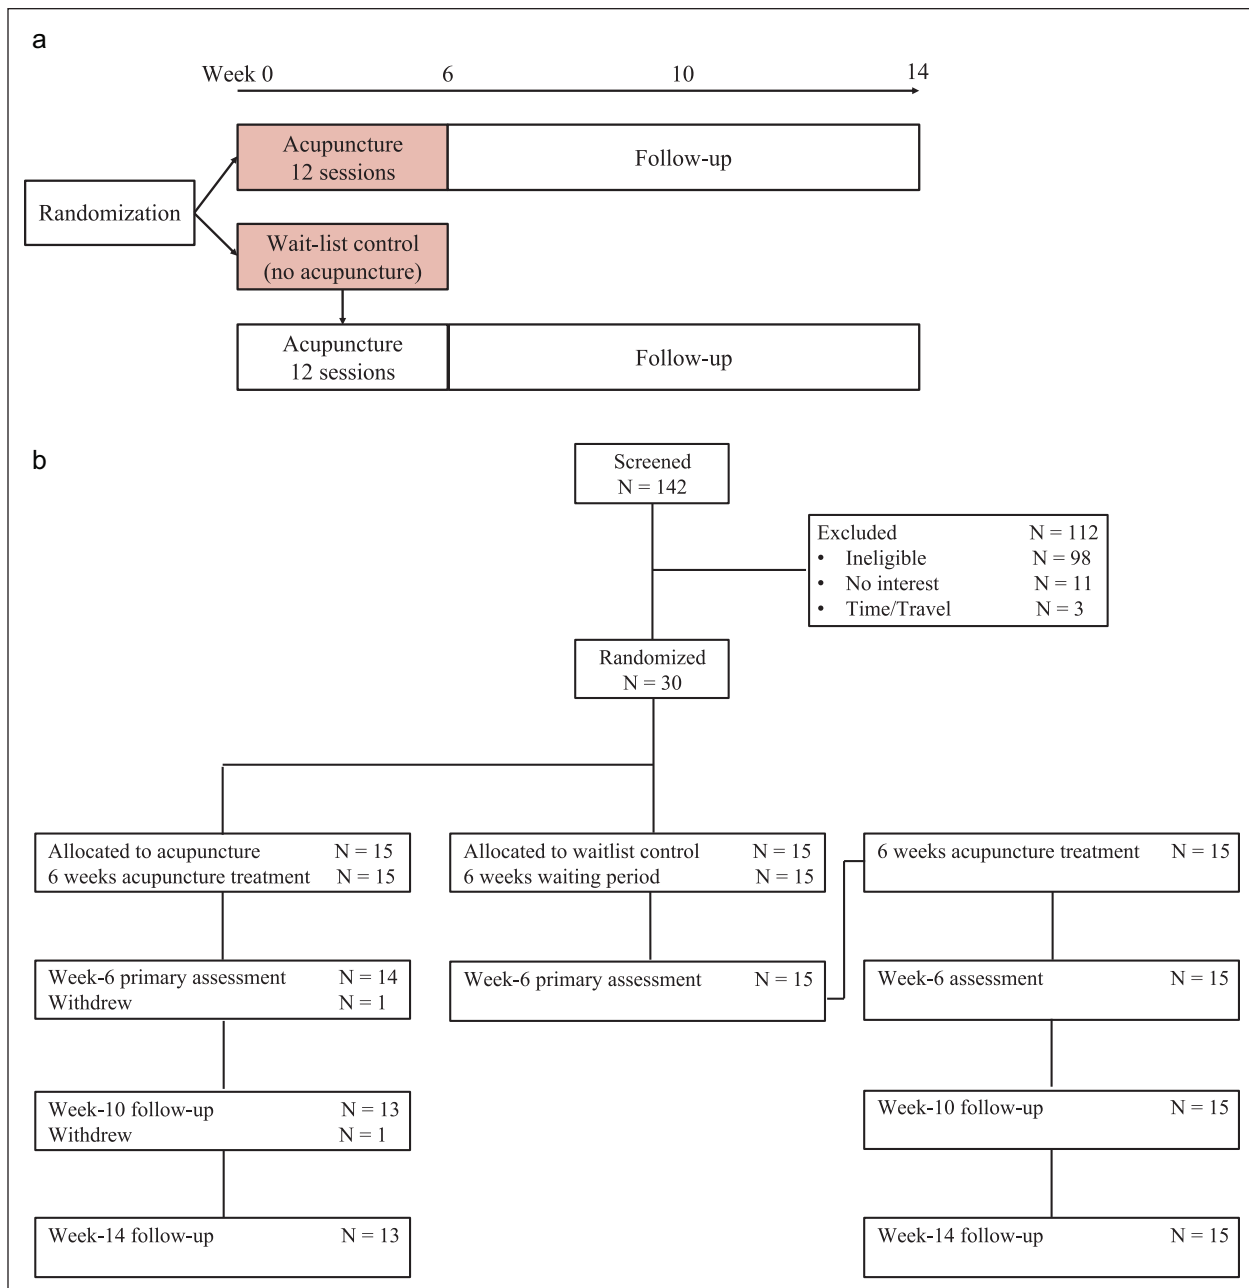 a
Week 0 6 10 14
Acupuncture
12 sessions
Follow-up
Randomization
Wait-list control
(no acupuncture)
Acupuncture
12 sessions
Follow-up
b
Screened
N = 142
Excluded N = 112
• Ineligible N = 98
• No interest N = 11
• Time/Travel N = 3
Randomized
N = 30
Allocated to acupuncture N = 15
6 weeks acupuncture treatment N = 15
Allocated to waitlist control N = 15
6 weeks waiting period N = 15
6 weeks acupuncture treatment N = 15
Week-6 primary assessment N = 14
Withdrew N = 1
Week-6 primary assessment N = 15
Week-6 assessment N = 15
Week-10 follow-up N = 13
Withdrew N = 1
Week-10 follow-up N = 15
Week-14 follow-up N = 13
Week-14 follow-up N = 15